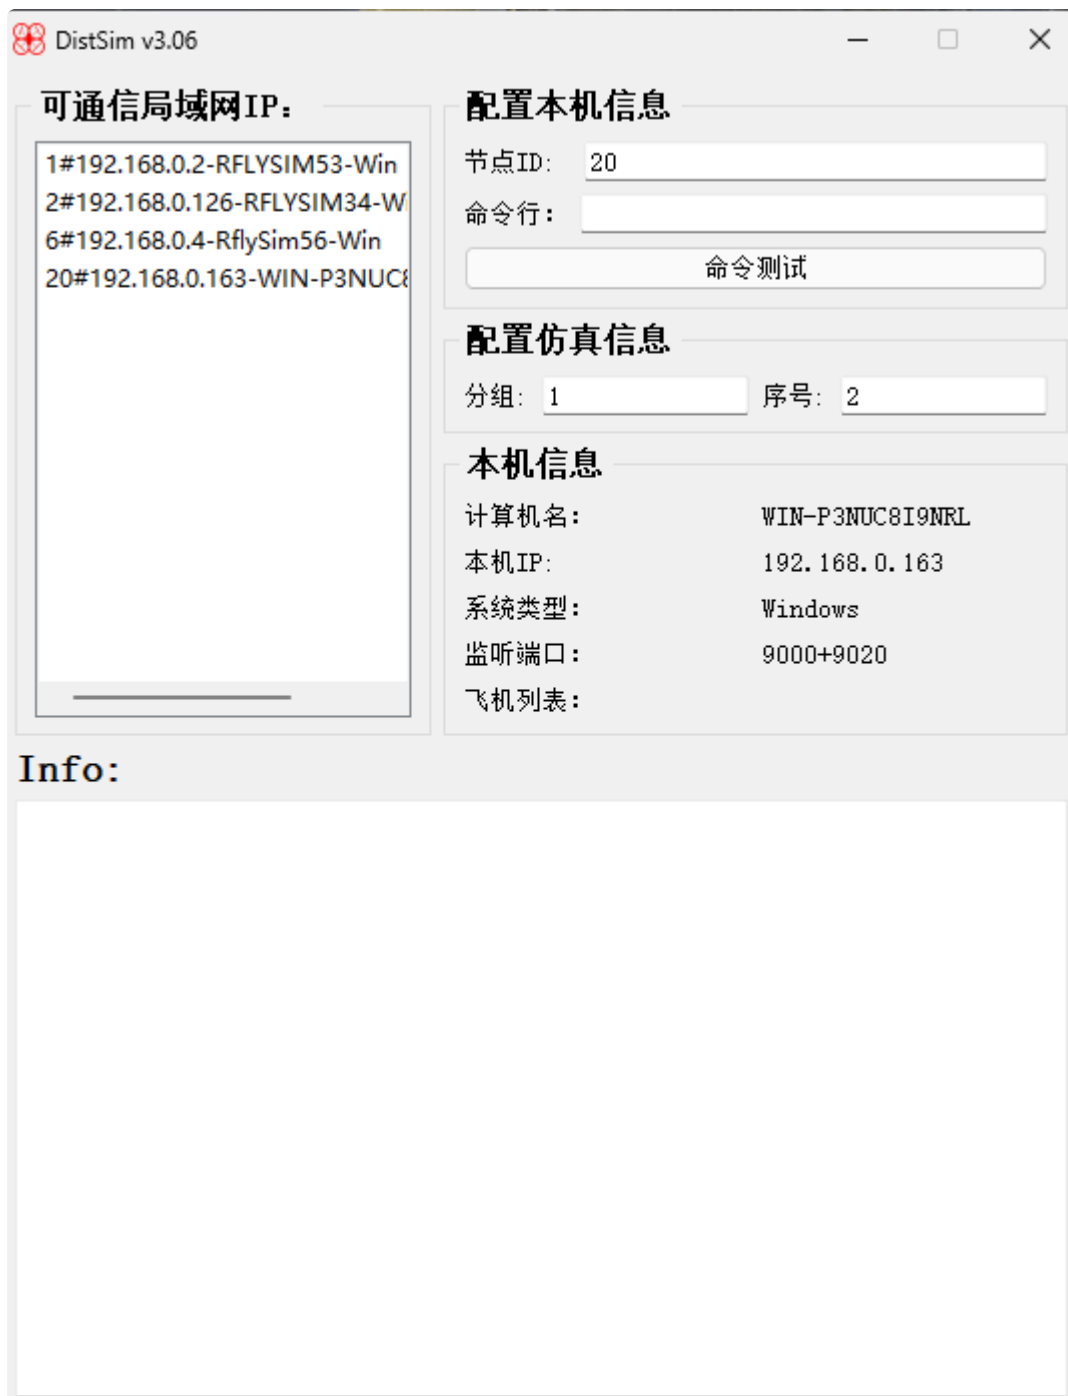 DistSim v3.06
可通信局域网IP:
1#192.168.0.2-RFLYSIM53-Win
2#192.168.0.126-RFLYSIM34-Wi
6#192.168.0.4-RflySim56-Win
20#192.168.0.163-WIN-P3NUC8
配置本机信息
节点ID: 20
命令行:
命令测试
配置仿真信息
分组: 1 序号: 2
本机信息
计算机名: WIN-P3NUC8I9NRL
本机IP: 192.168.0.163
系统类型: Windows
监听端口: 9000+9020
飞机列表:
Info: